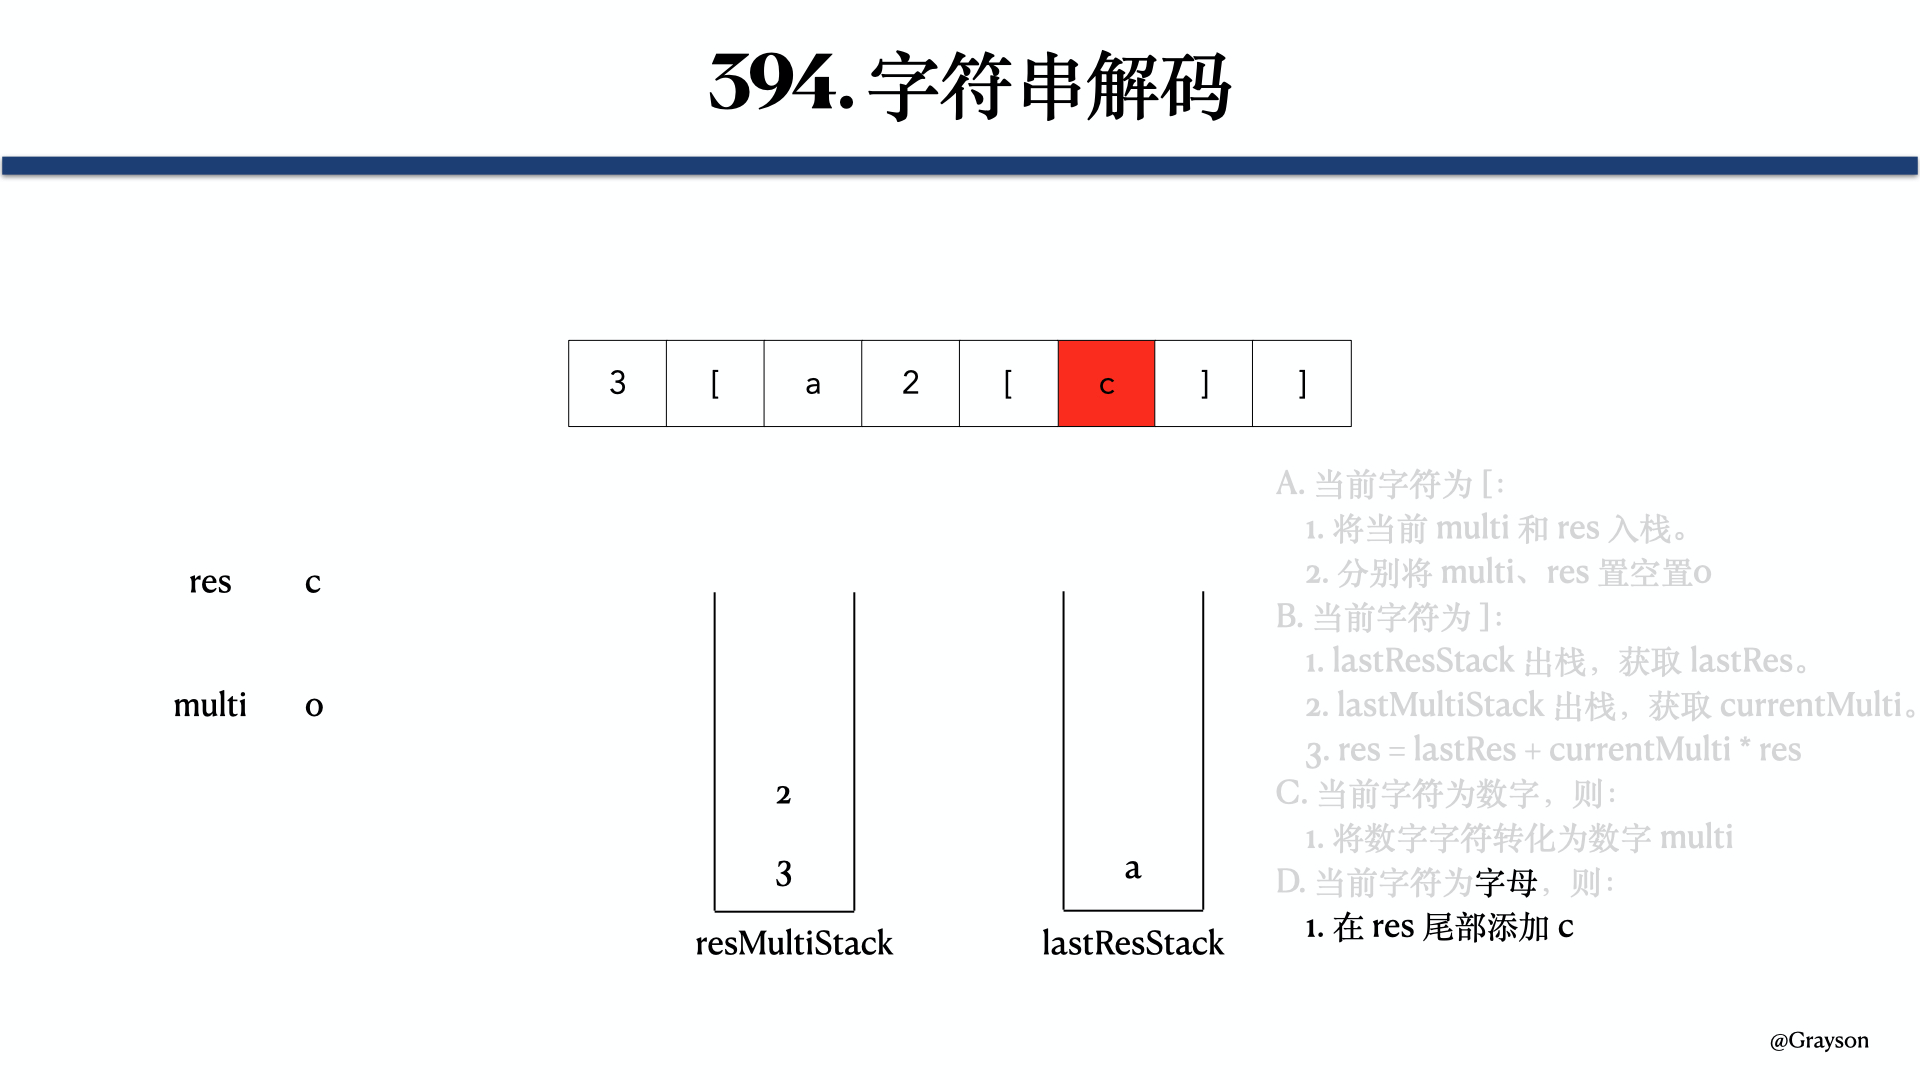 394. 字符串解码
3 [ a 2 [ c ] ]
A. 当前字符为 [：
1. 将当前 multi 和 res 入栈。
2. 分别将 multi、res 置空置0
B. 当前字符为 ]：
1. lastResStack 出栈，获取 lastRes。
2. lastMultiStack 出栈，获取 currentMulti。
3. res = lastRes + currentMulti * res
C. 当前字符为数字，则：
1. 将数字字符转化为数字 multi
D. 当前字符为字母，则：
1. 在 res 尾部添加 c
res c
multi 0
2
3
resMultiStack
a
lastResStack
@Grayson